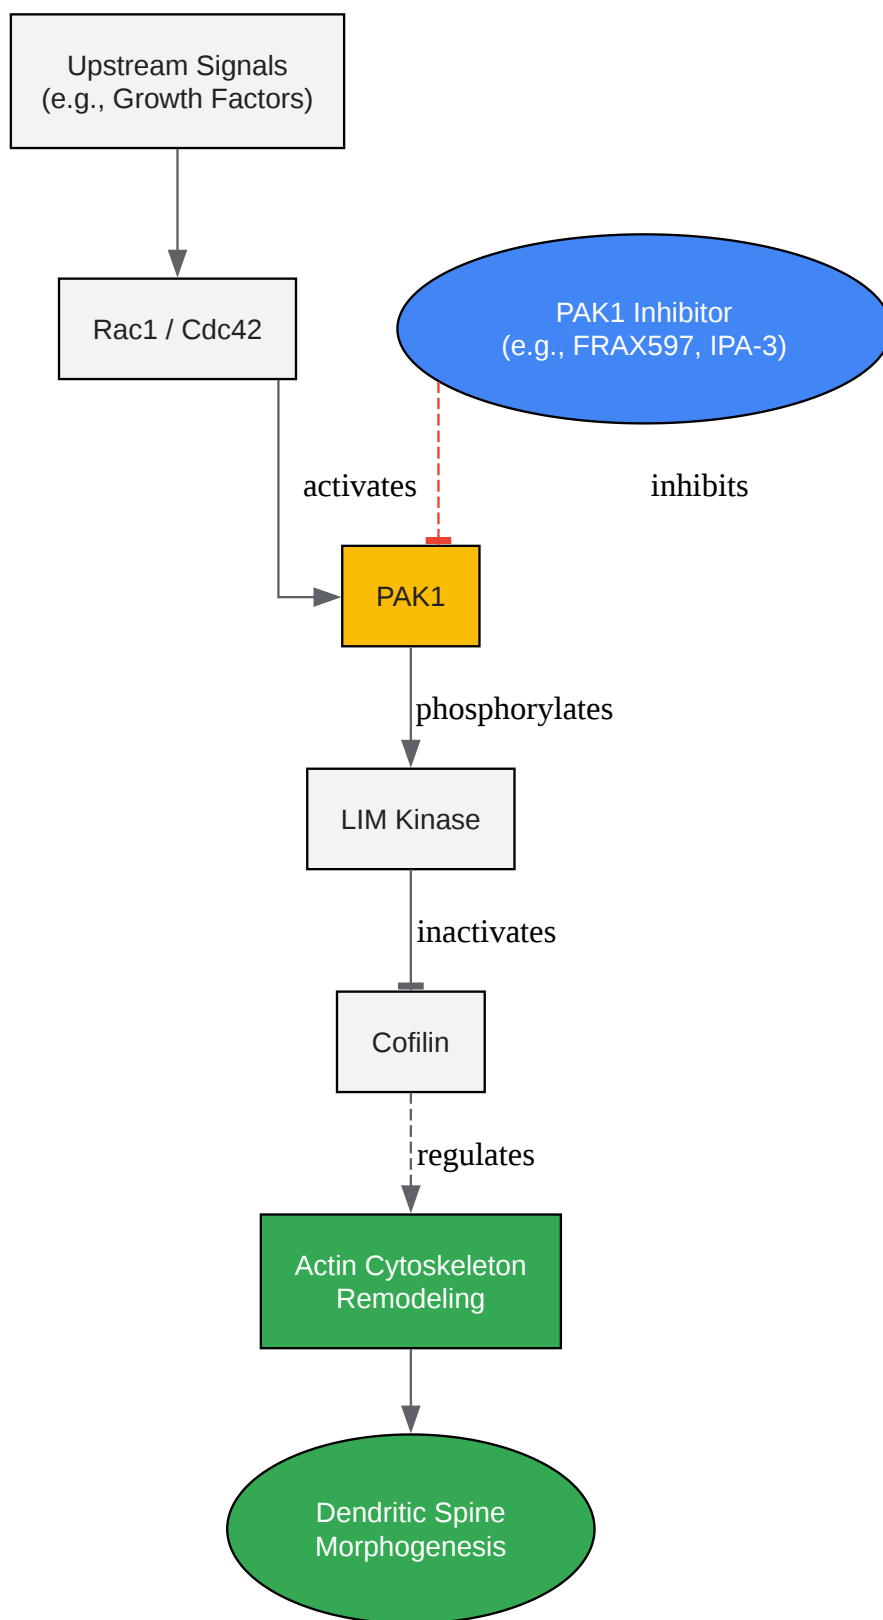 Upstream Signals
(e.g., Growth Factors)
Rac1 / Cdc42
PAK1 Inhibitor
(e.g., FRAX597, IPA-3)
activates
inhibits
PAK1
phosphorylates
LIM Kinase
inactivates
Cofilin
regulates
Actin Cytoskeleton
Remodeling
Dendritic Spine
Morphogenesis